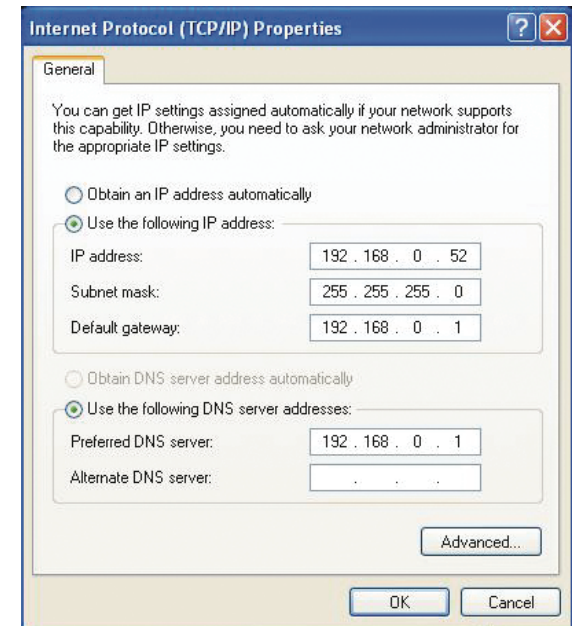 Internet Protocol (TCP/IP) Properties
General
You can get IP settings assigned automatically if your network supports
this capability. Otherwise, you need to ask your network administrator for
the appropriate IP settings.
Obtain an IP address automatically
Use the following IP address:
IP address: 192 . 168 . 0 . 52
Subnet mask: 255 . 255 . 255 . 0
Default gateway: 192 . 168 . 0 . 1
Obtain DNS server address automatically
Use the following DNS server addresses:
Preferred DNS server: 192 . 168 . 0 . 1
Alternate DNS server: . . .
Advanced...
OK Cancel